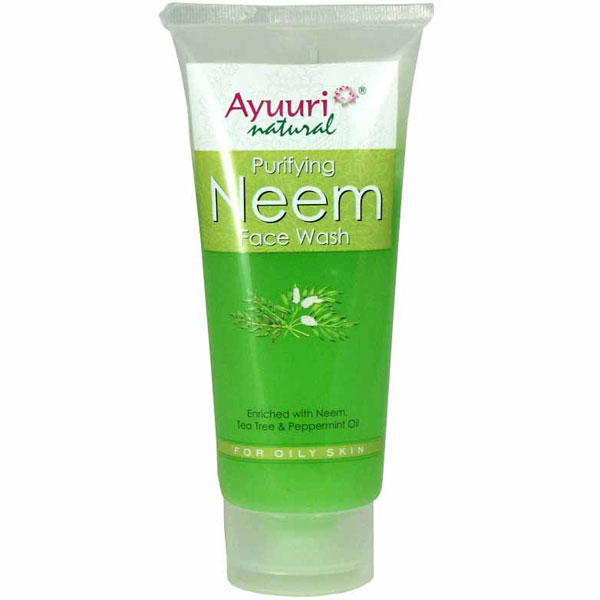 Ayuuri ®
natural
Purifying
Neem
Face Wash
Enriched with Neem,
Tea Tree & Peppermint Oil
FOR OILY SKIN